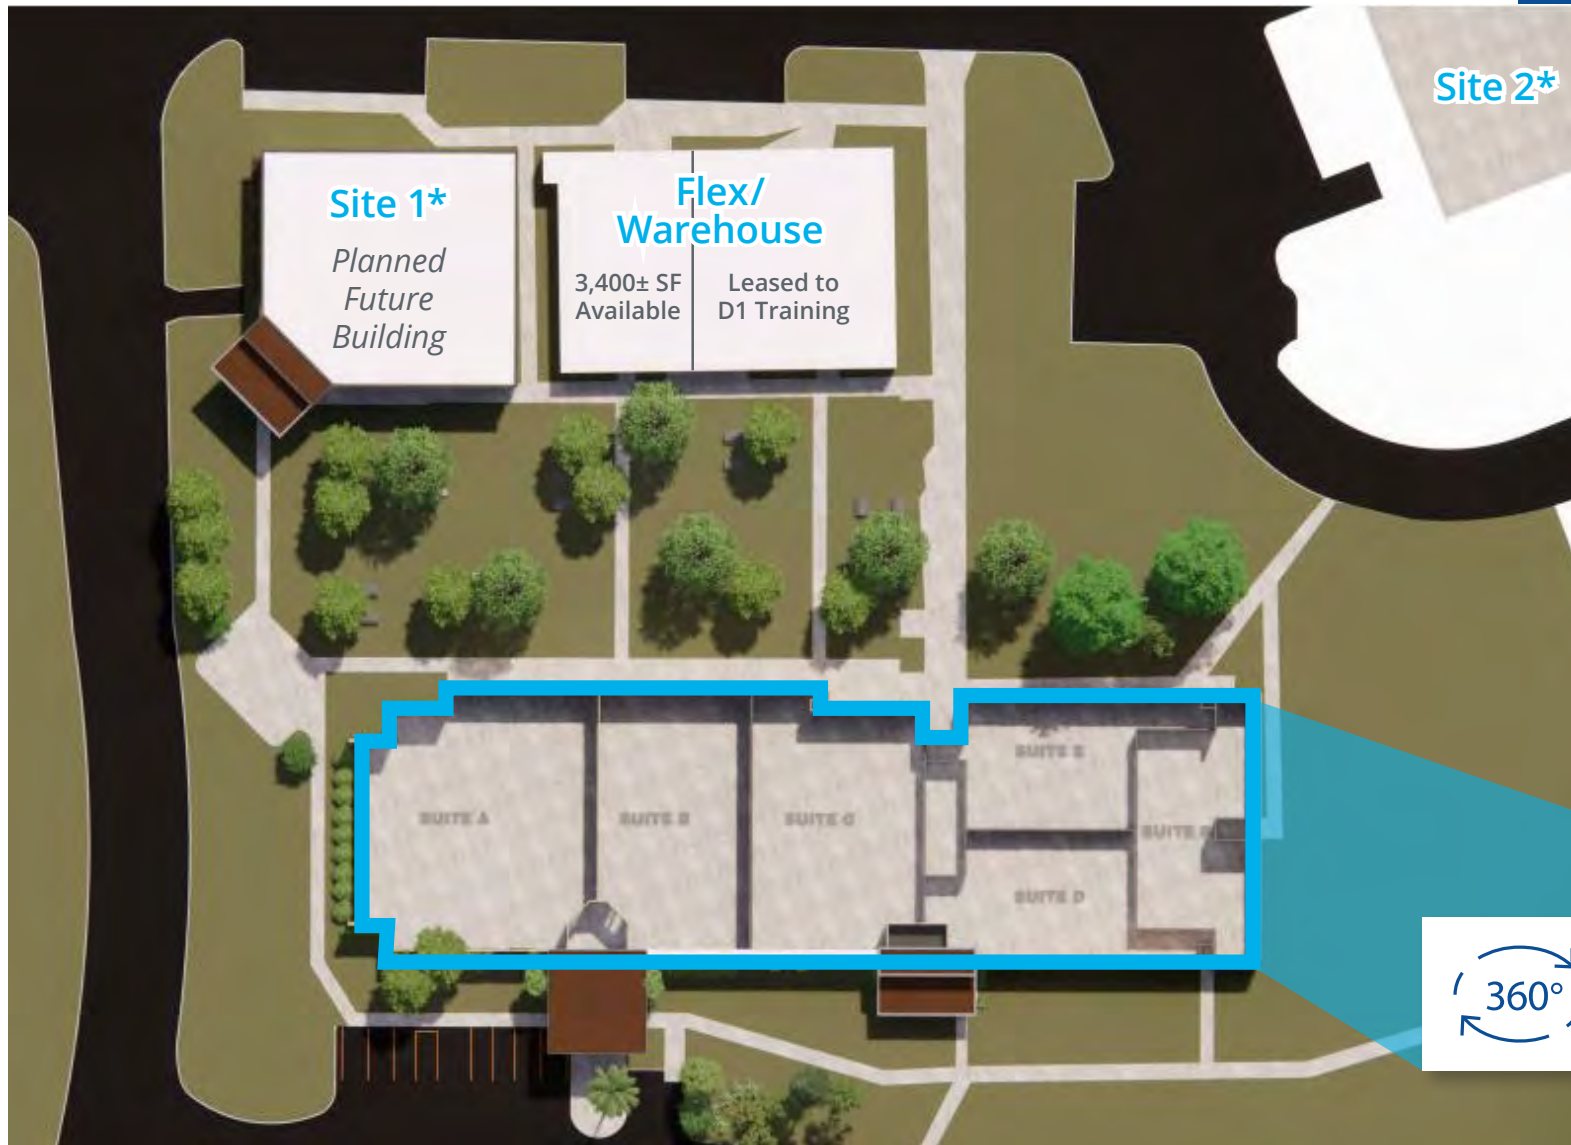 Site 2*
Site 1*
Planned
Future
Building
Flex/
Warehouse
3,400± SF
Available
Leased to
D1 Training
SUITE A
SUITE B
SUITE C
SUITE E
SUITE
SUITE D
360°